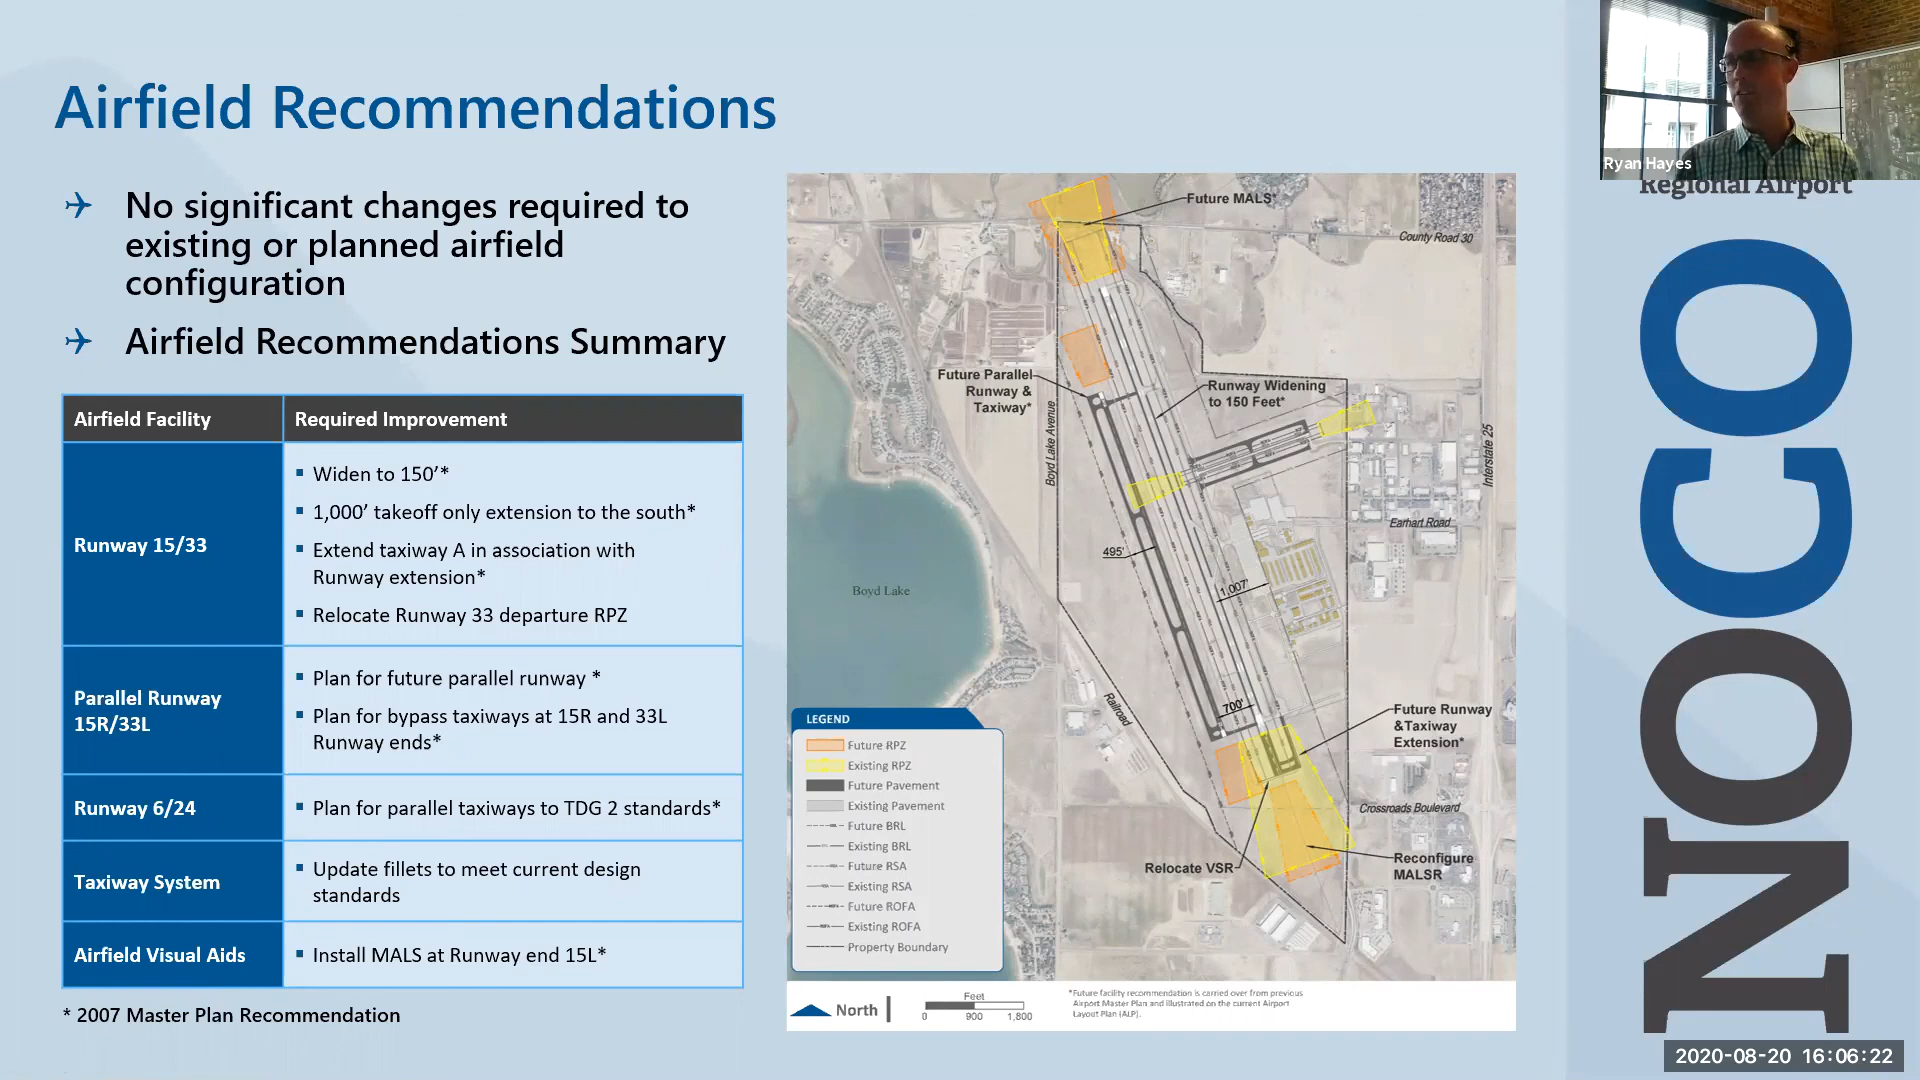 Airfield Recommendations
No significant changes required to
existing or planned airfield
configuration
Airfield Recommendations Summary
Airfield Facility
Required Improvement
Runway 15/33
Widen to 150’*
1,000’ takeoff only extension to the south*
Extend taxiway A in association with
Runway extension*
Relocate Runway 33 departure RPZ
Parallel Runway
15R/33L
Plan for future parallel runway *
Plan for bypass taxiways at 15R and 33L
Runway ends*
Runway 6/24
Plan for parallel taxiways to TDG 2 standards*
Taxiway System
Update fillets to meet current design
standards
Airfield Visual Aids
Install MALS at Runway end 15L*
* 2007 Master Plan Recommendation
Future MALS*
County Road 30
Future Parallel
Runway &
Taxiway*
Runway Widening
to 150 Feet*
Boyd Lake Avenue
Interstate 25
Earhart Road
495'
1,007'
Boyd Lake
Railroad
700'
Future Runway
&Taxiway
Extension*
Crossroads Boulevard
Relocate VSR
Reconfigure
MALSR
LEGEND
Future RPZ
Existing RPZ
Future Pavement
Existing Pavement
Future BRL
Existing BRL
Future RSA
Existing RSA
Future ROFA
Existing ROFA
Property Boundary
North
Feet
0 900 1,800
*Future facility recommendation is carried over from previous
Airport Master Plan and illustrated on the current Airport
Layout Plan (ALP).
Ryan Hayes
Regional Airport
NOCO
2020-08-20 16:06:22